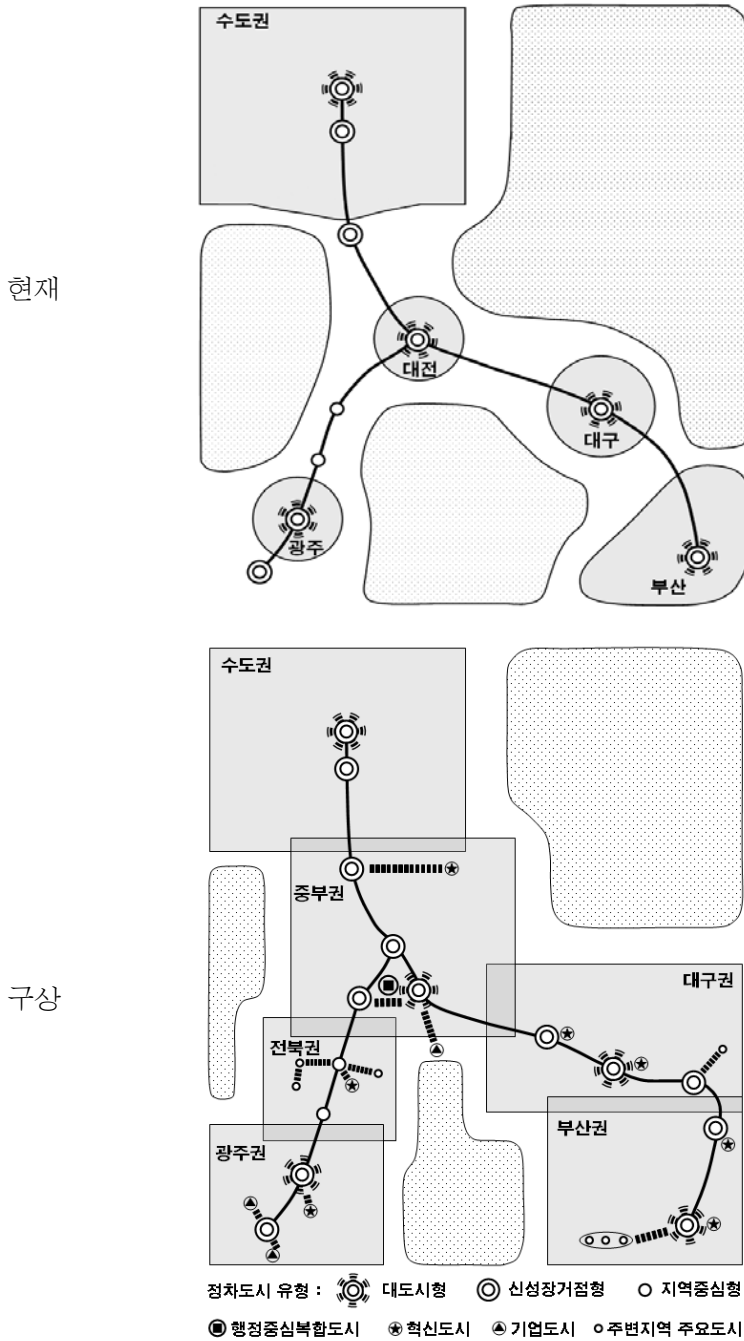 수도권
현재
대전
대구
광주
부산
수도권
중부권
구상
대구권
전북권
부산권
광주권
정차도시 유형 : 대도시형 신성장거점형 지역중심형
행정중심복합도시 혁신도시 기업도시 주변지역 주요도시